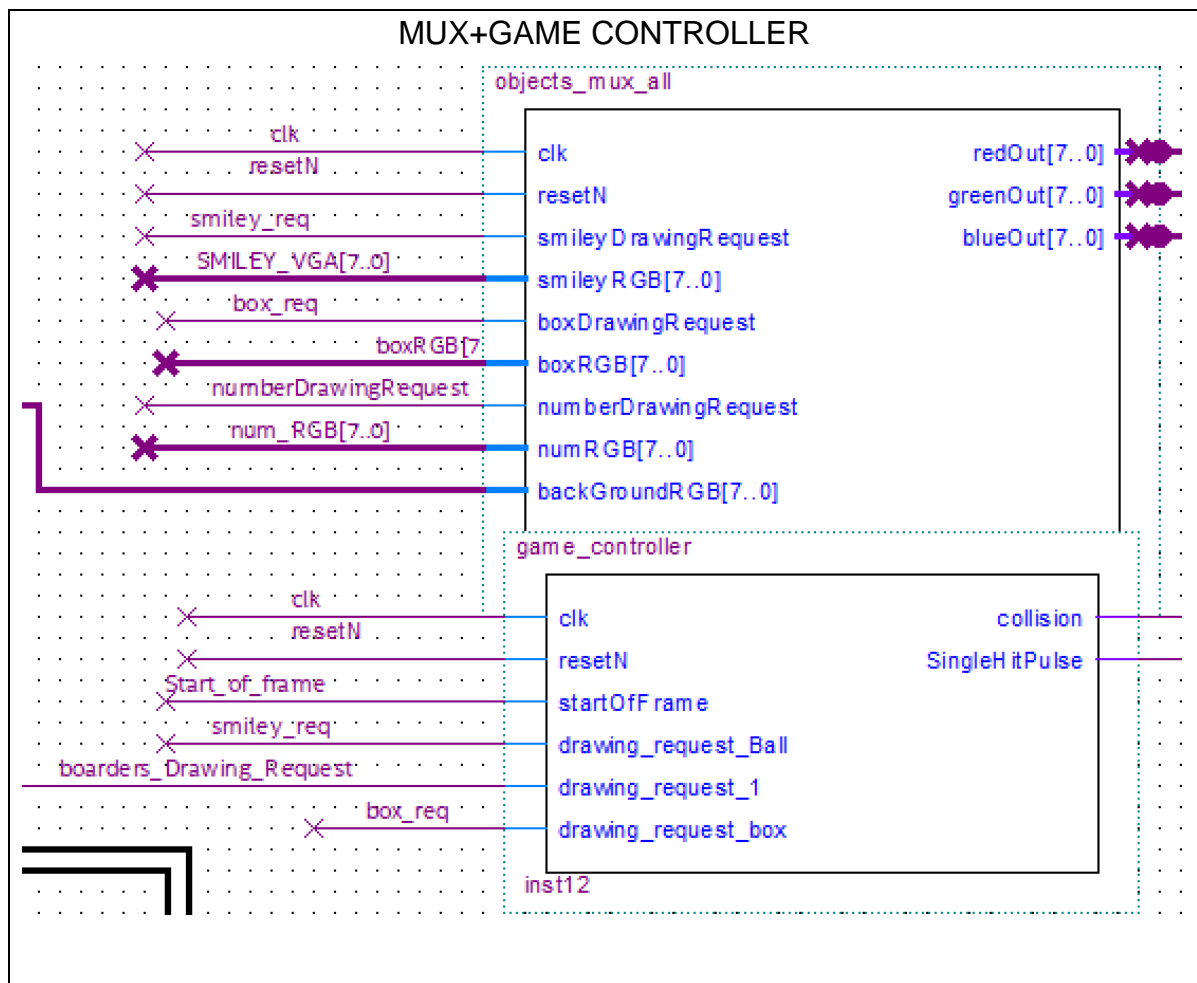 MUX+GAME CONTROLLER
objects_mux_all
clk
clk
redOut[7..0]
resetN
resetN
greenOut[7..0]
smiley_req
smileyDrawingRequest
blueOut[7..0]
SMILEY_VGA[7..0]
smileyRGB[7..0]
box_req
boxDrawingRequest
boxRGB[7
boxRGB[7..0]
numberDrawingRequest
numberDrawingRequest
num_RGB[7..0]
numRGB[7..0]
backGroundRGB[7..0]
game_controller
clk
clk
collision
resetN
resetN
SingleHitPulse
Start_of_frame
startOfFrame
smiley_req
drawing_request_Ball
boarders_Drawing_Request
drawing_request_1
box_req
drawing_request_box
inst12